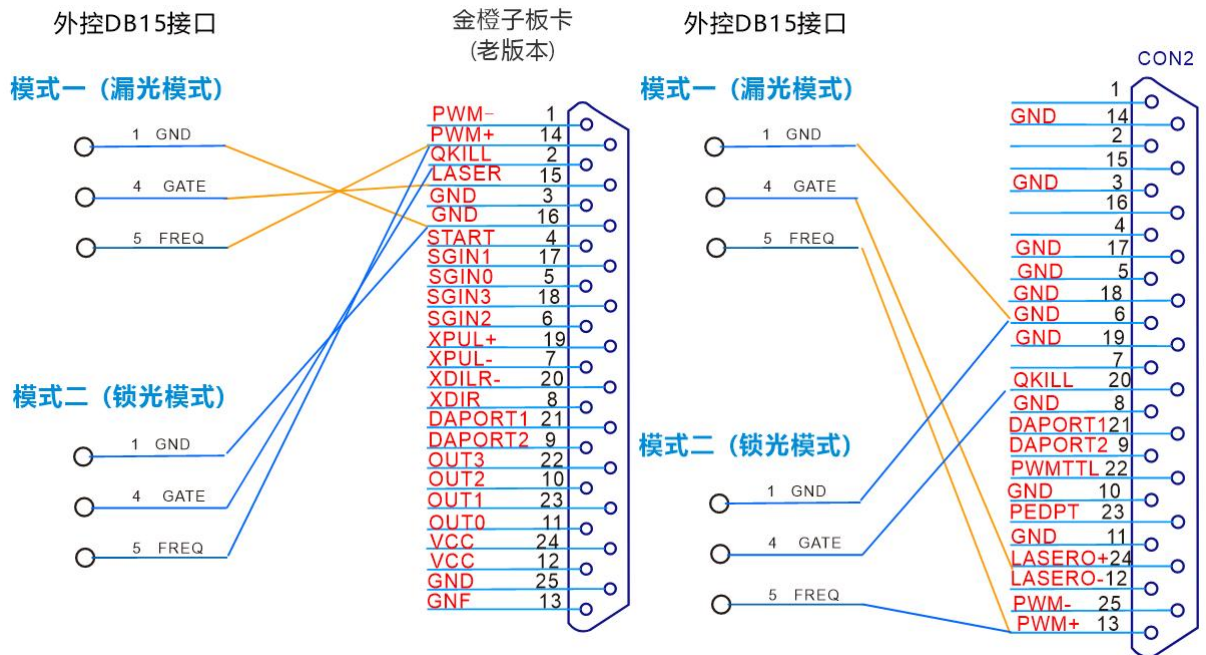 外控DB15接口
金橙子板卡
(老版本)
模式一 (漏光模式)
1 GND
4 GATE
5 FREQ
模式二 (锁光模式)
1 GND
4 GATE
5 FREQ
PWM- 1
PWM+ 14
QKILL 2
LASER 15
GND 3
GND 16
START 4
SGIN1 17
SGIN0 5
SGIN3 18
SGIN2 6
XPUL+ 19
XPUL- 7
XDILR- 20
XDIR 8
DAPORT1 21
DAPORT2 9
OUT3 22
OUT2 10
OUT1 23
OUT0 11
VCC 24
VCC 12
GND 25
GNF 13
外控DB15接口
模式一 (漏光模式)
1 GND
4 GATE
5 FREQ
模式二 (锁光模式)
1 GND
4 GATE
5 FREQ
CON2
1
GND 14
2
15
GND 3
16
4
GND 17
GND 5
GND 18
GND 6
GND 19
7
QKILL 20
GND 8
DAPORT1 21
DAPORT2 9
PWMTTL 22
GND 10
PEDPT 23
GND 11
LASERO+ 24
LASERO- 12
PWM- 25
PWM+ 13